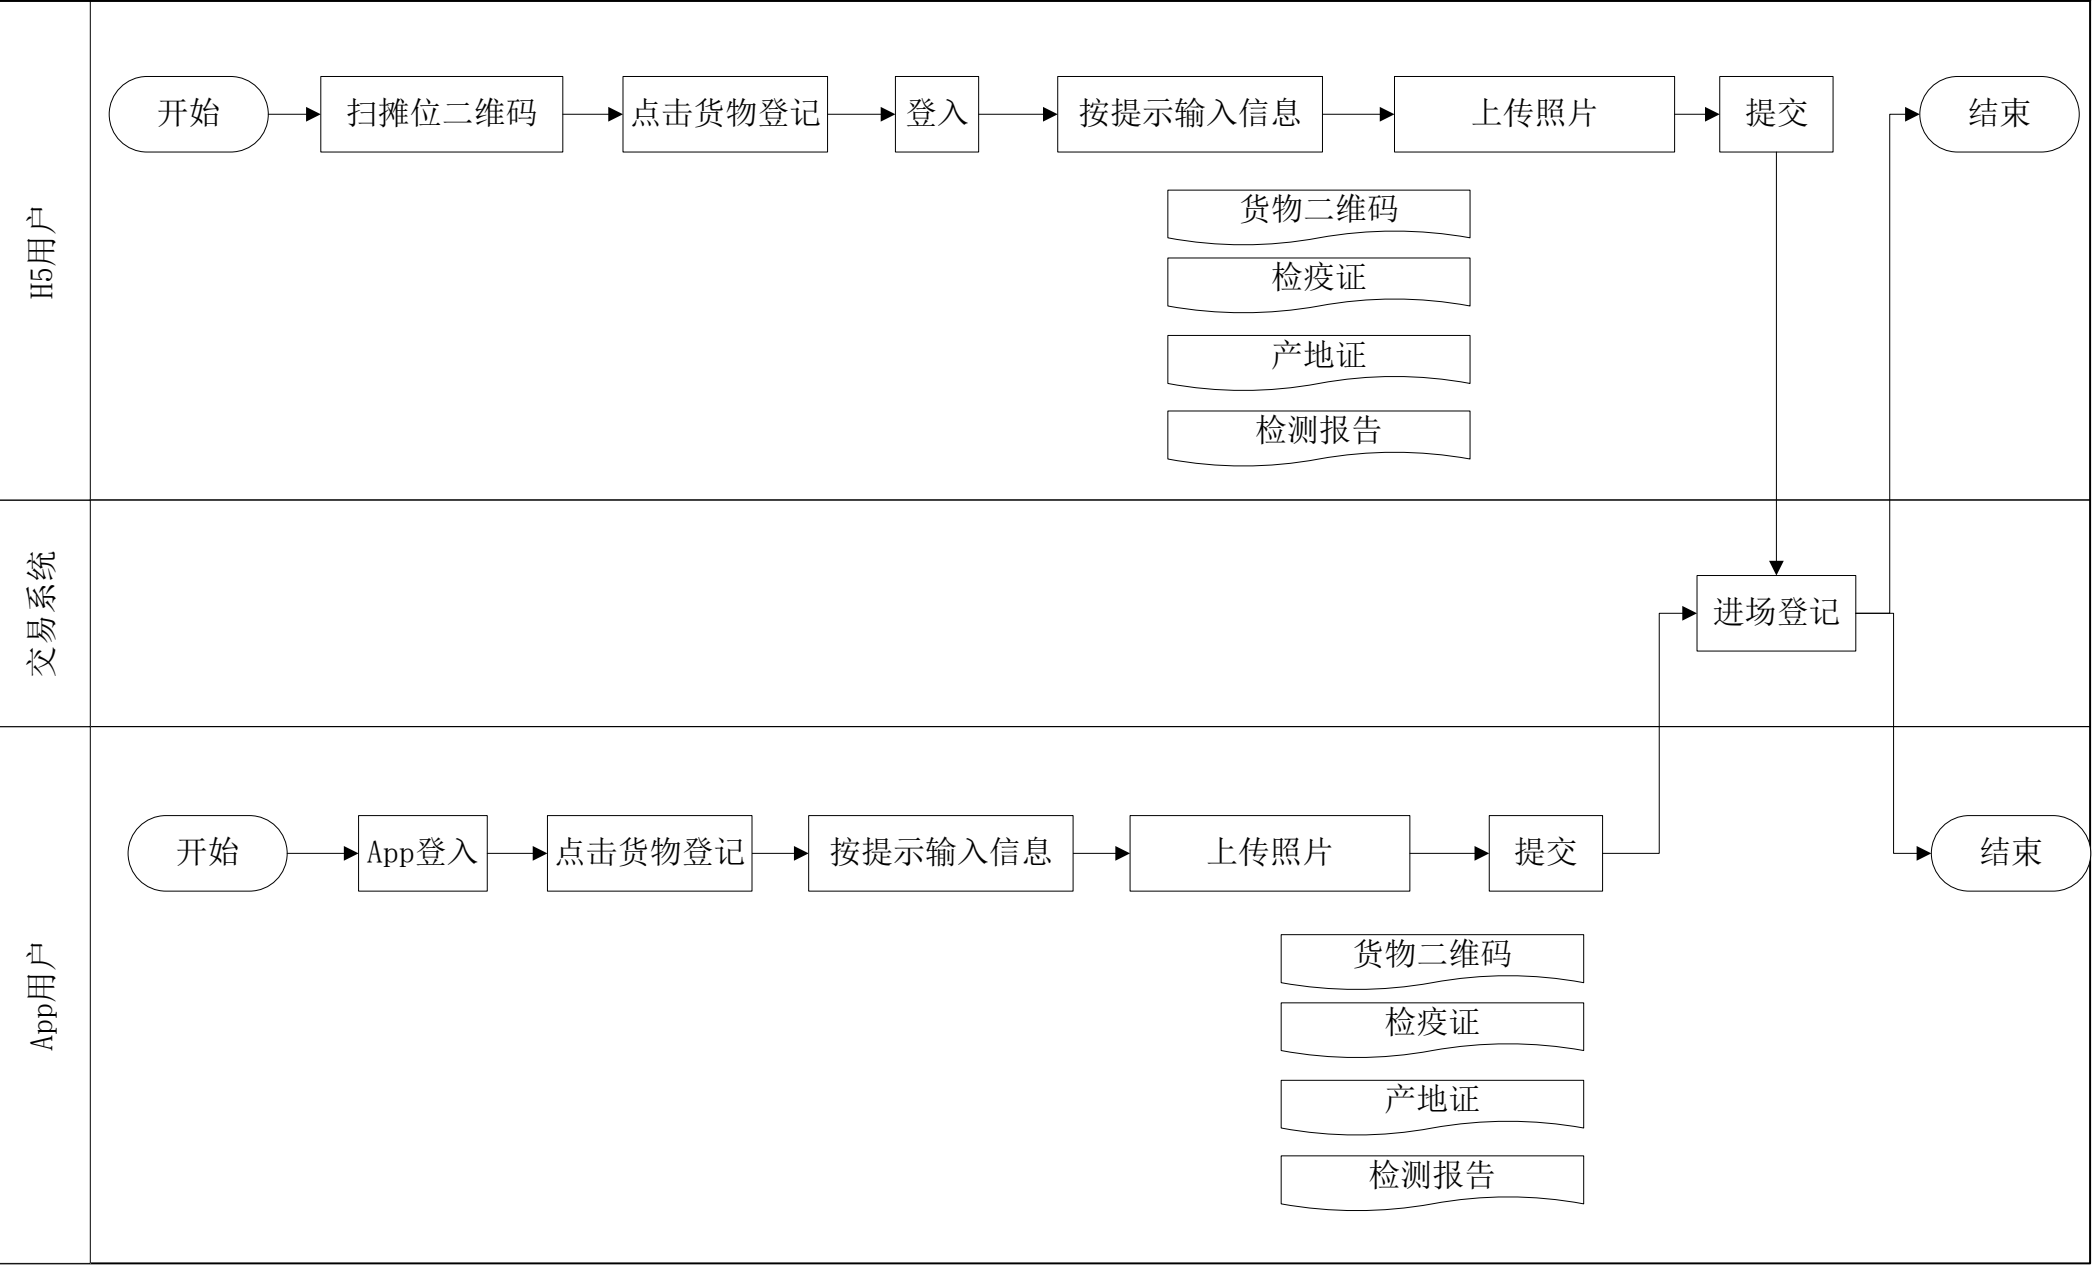 H5用户
开始
扫摊位二维码
点击货物登记
登入
按提示输入信息
上传照片
提交
结束
货物二维码
检疫证
产地证
检测报告
交易系统
进场登记
App用户
开始
App登入
点击货物登记
按提示输入信息
上传照片
提交
结束
货物二维码
检疫证
产地证
检测报告